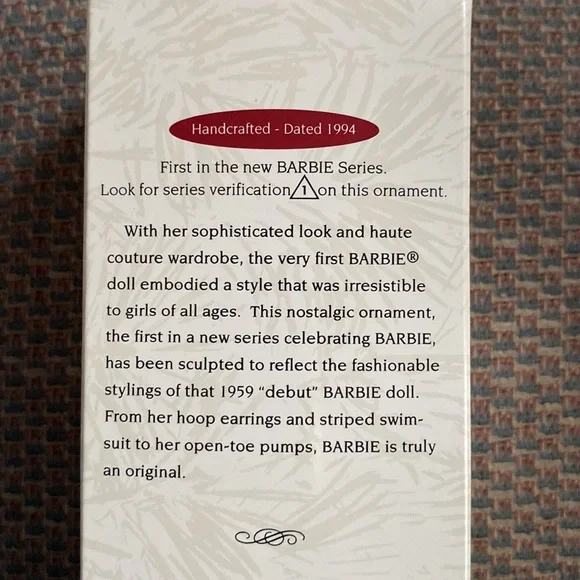 Handcrafted - Dated 1994
First in the new BARBIE Series.
Look for series verification 1 on this ornament.
With her sophisticated look and haute
couture wardrobe, the very first BARBIE®
doll embodied a style that was irresistible
to girls of all ages. This nostalgic ornament,
the first in a new series celebrating BARBIE,
has been sculpted to reflect the fashionable
stylings of that 1959 “debut” BARBIE doll.
From her hoop earrings and striped swim-
suit to her open-toe pumps, BARBIE is truly
an original.